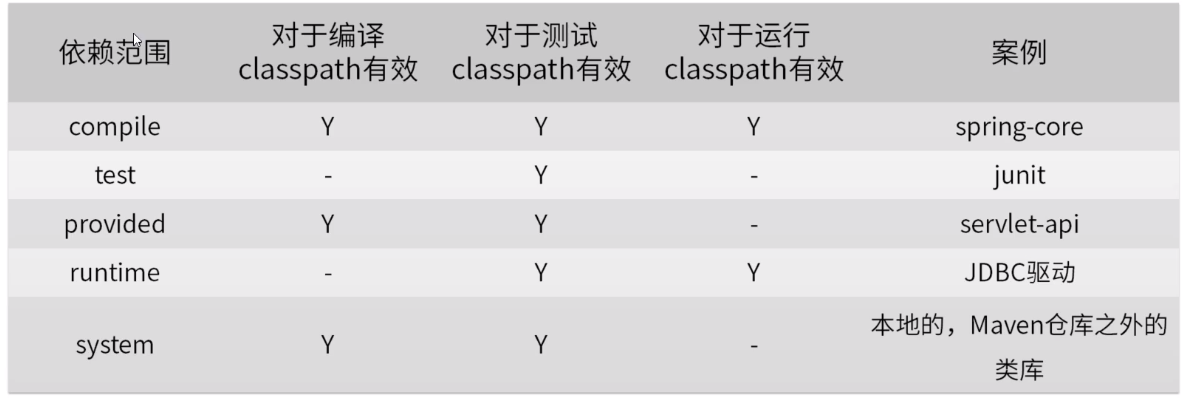 依赖范围 对于编译 classpath有效 对于测试 classpath有效 对于运行 classpath有效 案例
compile Y Y Y spring-core
test - Y - junit
provided Y Y - servlet-api
runtime - Y Y JDBC驱动
system Y Y - 本地的，Maven仓库之外的
类库